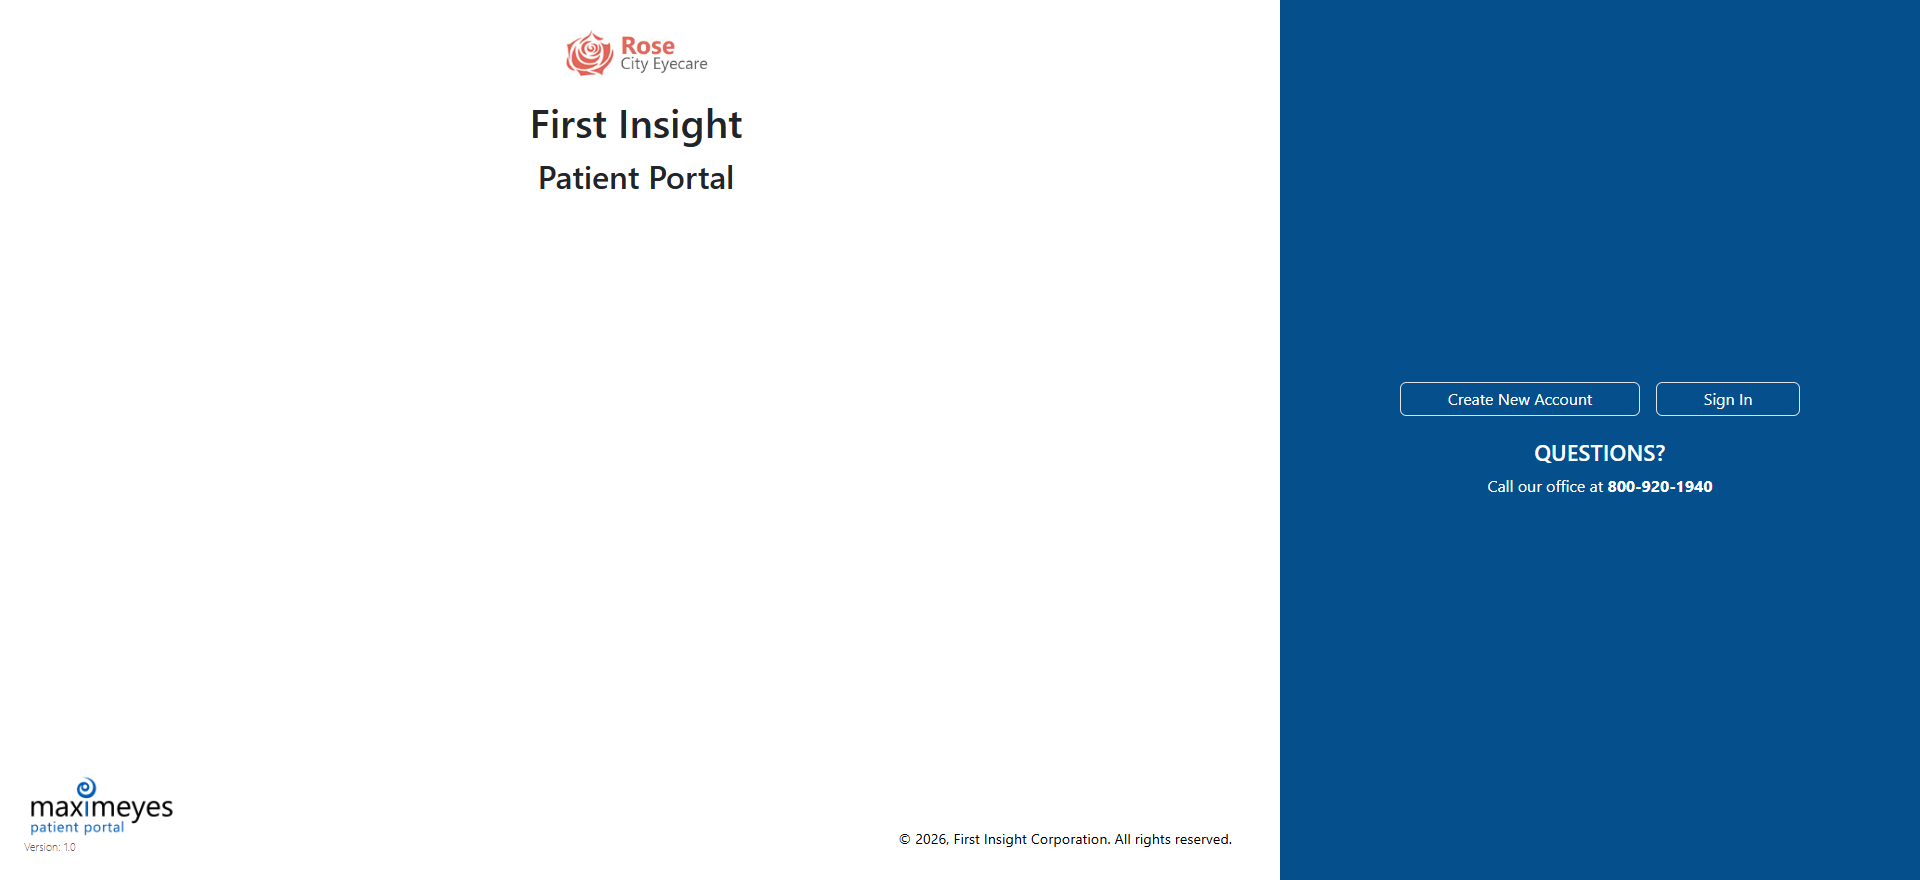 Rose
City Eyecare
First Insight
Patient Portal
Create New Account
Sign In
QUESTIONS?
Call our office at 800-920-1940
maximeyes
patient portal
Version: 1.0
© 2026, First Insight Corporation. All rights reserved.